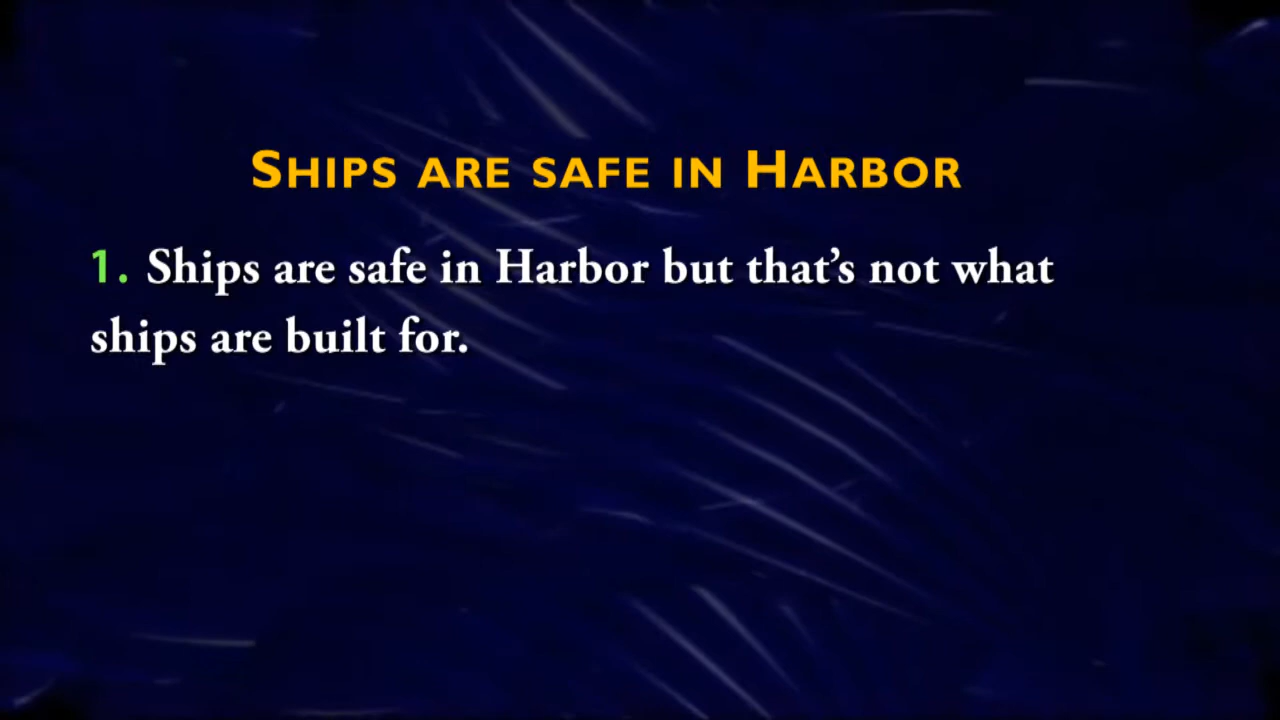 Ships are safe in Harbor
1. Ships are safe in Harbor but that’s not what
ships are built for.